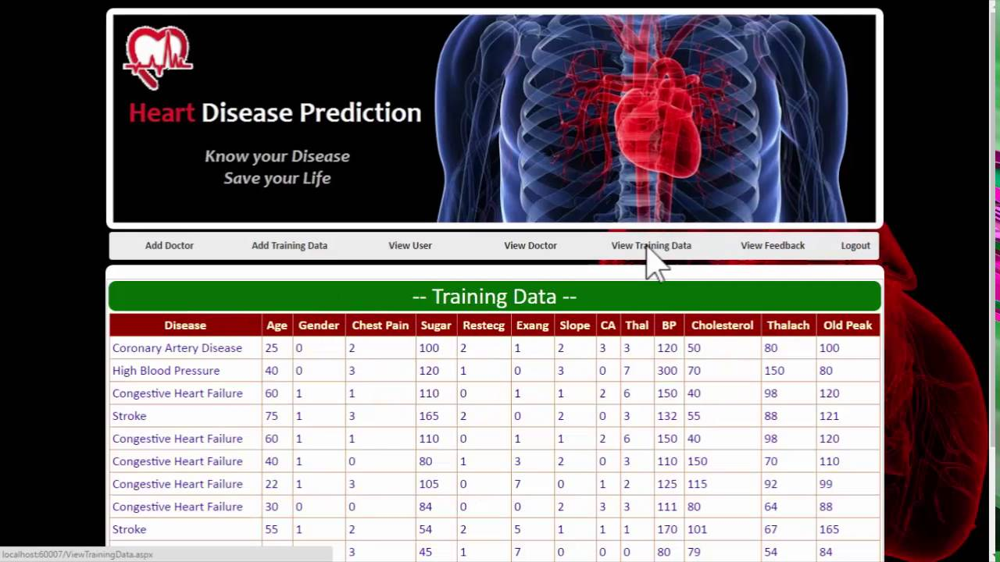 Heart Disease Prediction
Know your Disease
Save your Life
Add Doctor Add Training Data View User View Doctor View Training Data View Feedback Logout
-- Training Data --
Disease Age Gender Chest Pain Sugar Restecg Exang Slope CA Thal BP Cholesterol Thalach Old Peak
Coronary Artery Disease 25 0 2 100 2 1 2 3 3 120 50 80 100
High Blood Pressure 40 0 3 120 1 0 3 0 7 300 70 150 80
Congestive Heart Failure 60 1 1 110 0 1 1 2 6 150 40 98 120
Stroke 75 1 3 165 2 0 2 0 3 132 55 88 121
Congestive Heart Failure 60 1 1 110 0 1 1 2 6 150 40 98 120
Congestive Heart Failure 40 1 0 80 1 3 2 0 3 110 150 70 110
Congestive Heart Failure 22 1 3 105 0 7 0 1 2 125 115 92 99
Congestive Heart Failure 30 0 0 84 0 0 2 3 3 111 80 64 88
Stroke 55 1 2 54 2 5 1 1 1 170 101 67 165
3 45 1 7 0 0 0 80 79 54 84
localhost:60007/ViewTrainingData.aspx